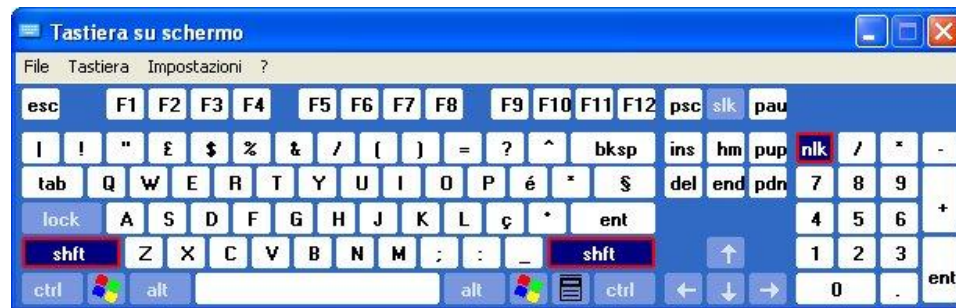 Tastiera su schermo
File Tastiera Impostazioni ?
esc F1 F2 F3 F4 F5 F6 F7 F8 F9 F10 F11 F12 psc slk pau
| ! " £ $ % & / ( ) = ? ^ bksp ins hm pup nlk / * -
tab Q W E R T Y U I O P é * § del end pdn 7 8 9 +
lock A S D F G H J K L ç ° ent 4 5 6
shft Z X C V B N M ; : _ shft ↑ 1 2 3 ent
ctrl alt alt ctrl ← ↓ → 0 .